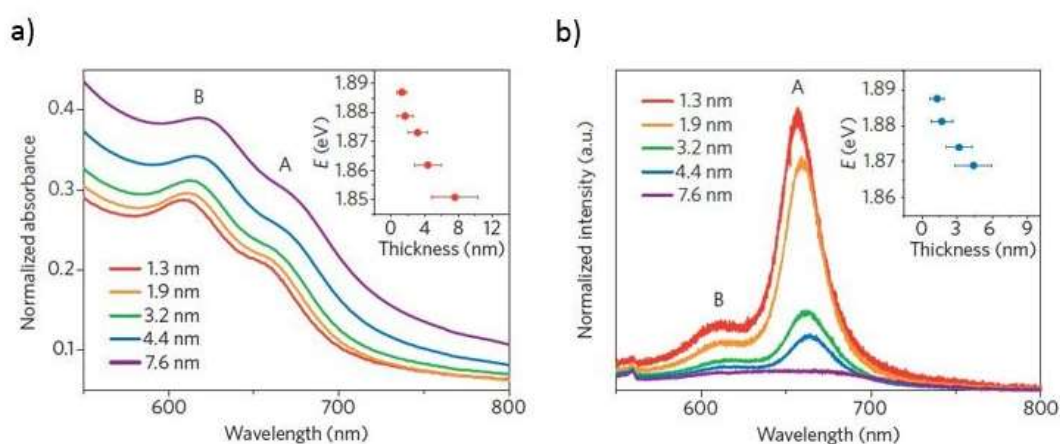 a)
Normalized absorbance
0.4
0.3
0.2
0.1
B
A
1.3 nm
1.9 nm
3.2 nm
4.4 nm
7.6 nm
600
700
800
Wavelength (nm)
E (eV)
1.89
1.88
1.87
1.86
1.85
0 4 8 12
Thickness (nm)
b)
Normalized intensity (a.u.)
1.3 nm
1.9 nm
3.2 nm
4.4 nm
7.6 nm
B
A
600
700
800
Wavelength (nm)
E (eV)
1.89
1.88
1.87
1.86
0 3 6 9
Thickness (nm)